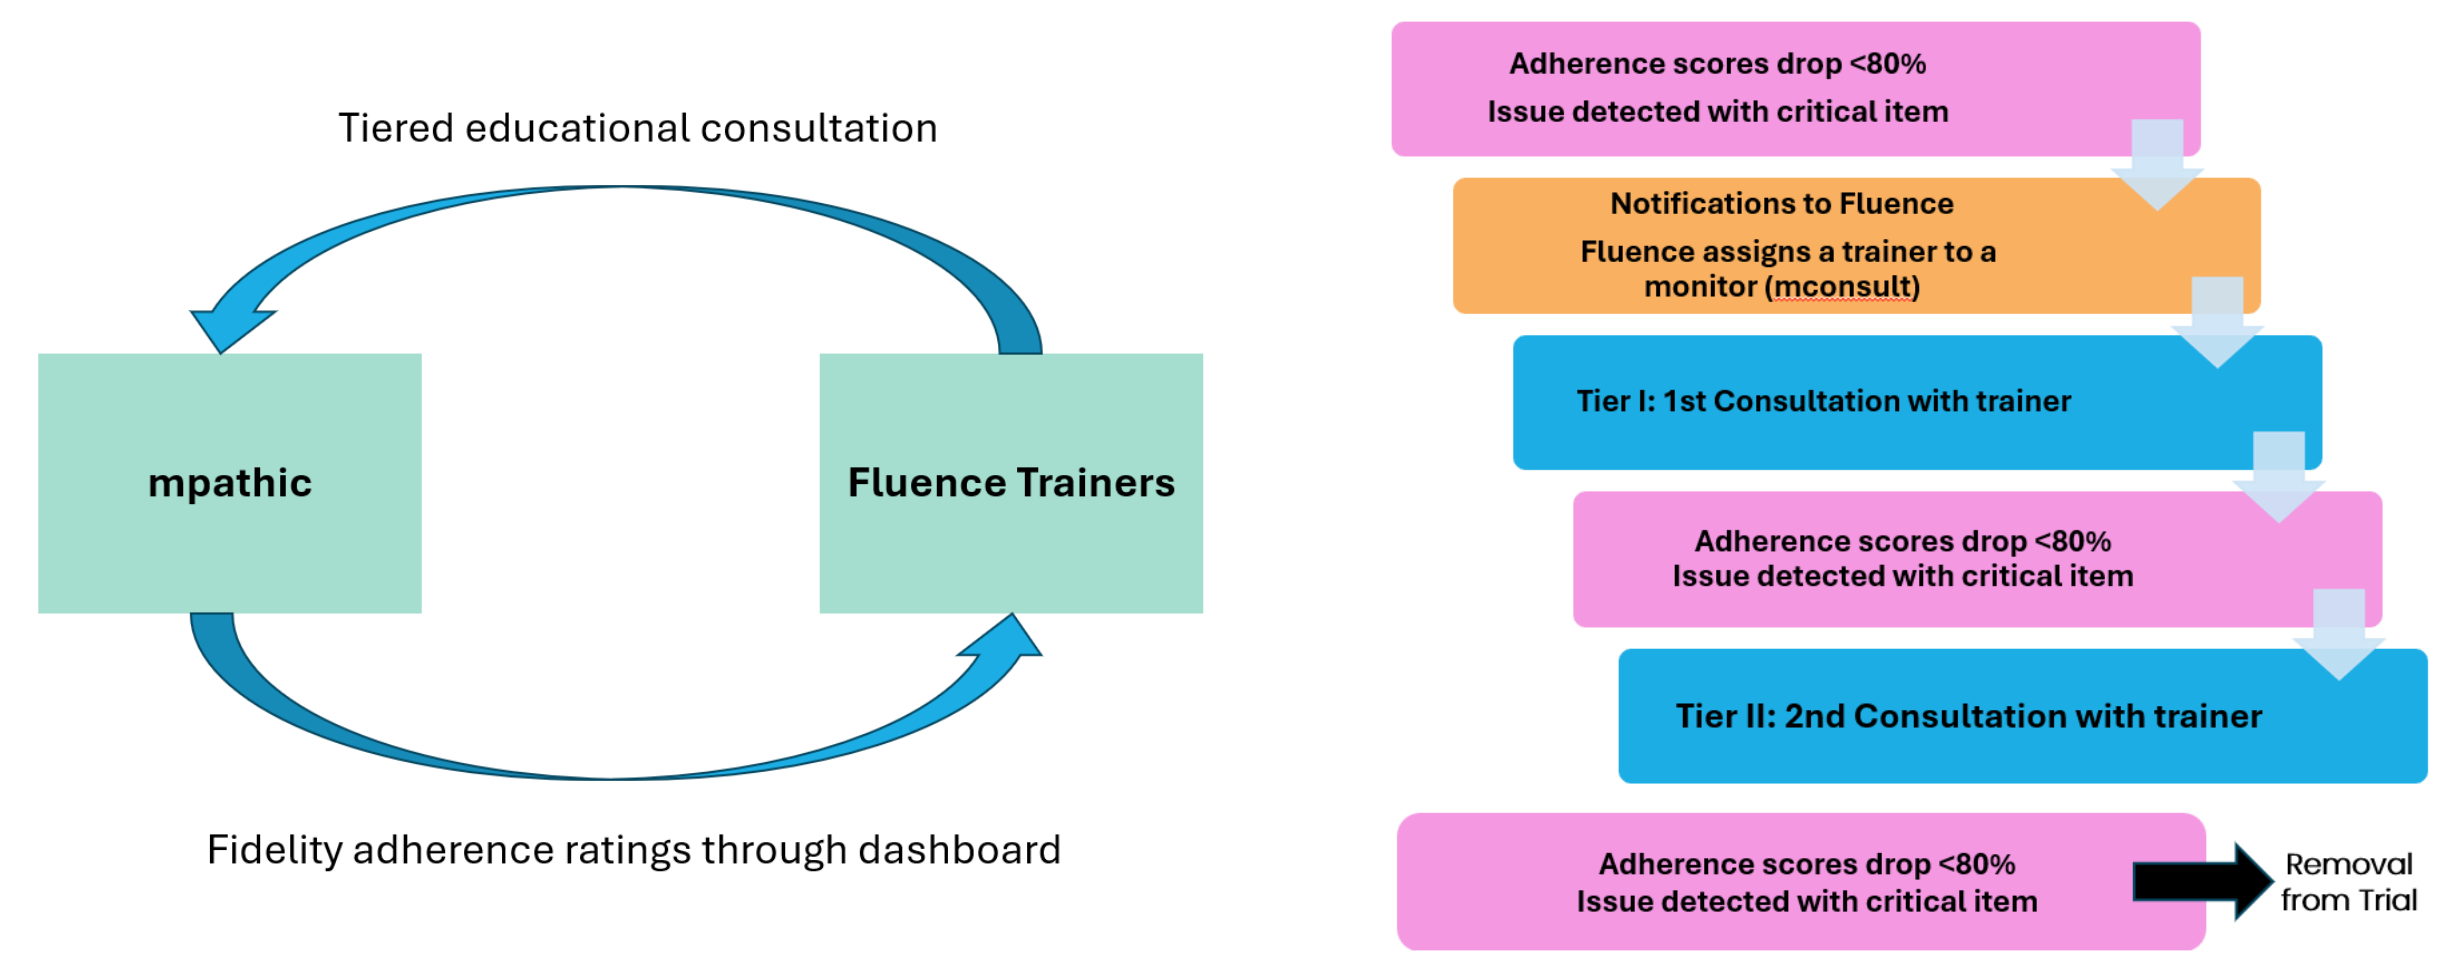 Tiered educational consultation
mpathic
Fluence Trainers
Fidelity adherence ratings through dashboard
Adherence scores drop <80%
Issue detected with critical item
Notifications to Fluence
Fluence assigns a trainer to a
monitor (mconsult)
Tier I: 1st Consultation with trainer
Adherence scores drop <80%
Issue detected with critical item
Tier II: 2nd Consultation with trainer
Adherence scores drop <80%
Issue detected with critical item
Removal
from Trial